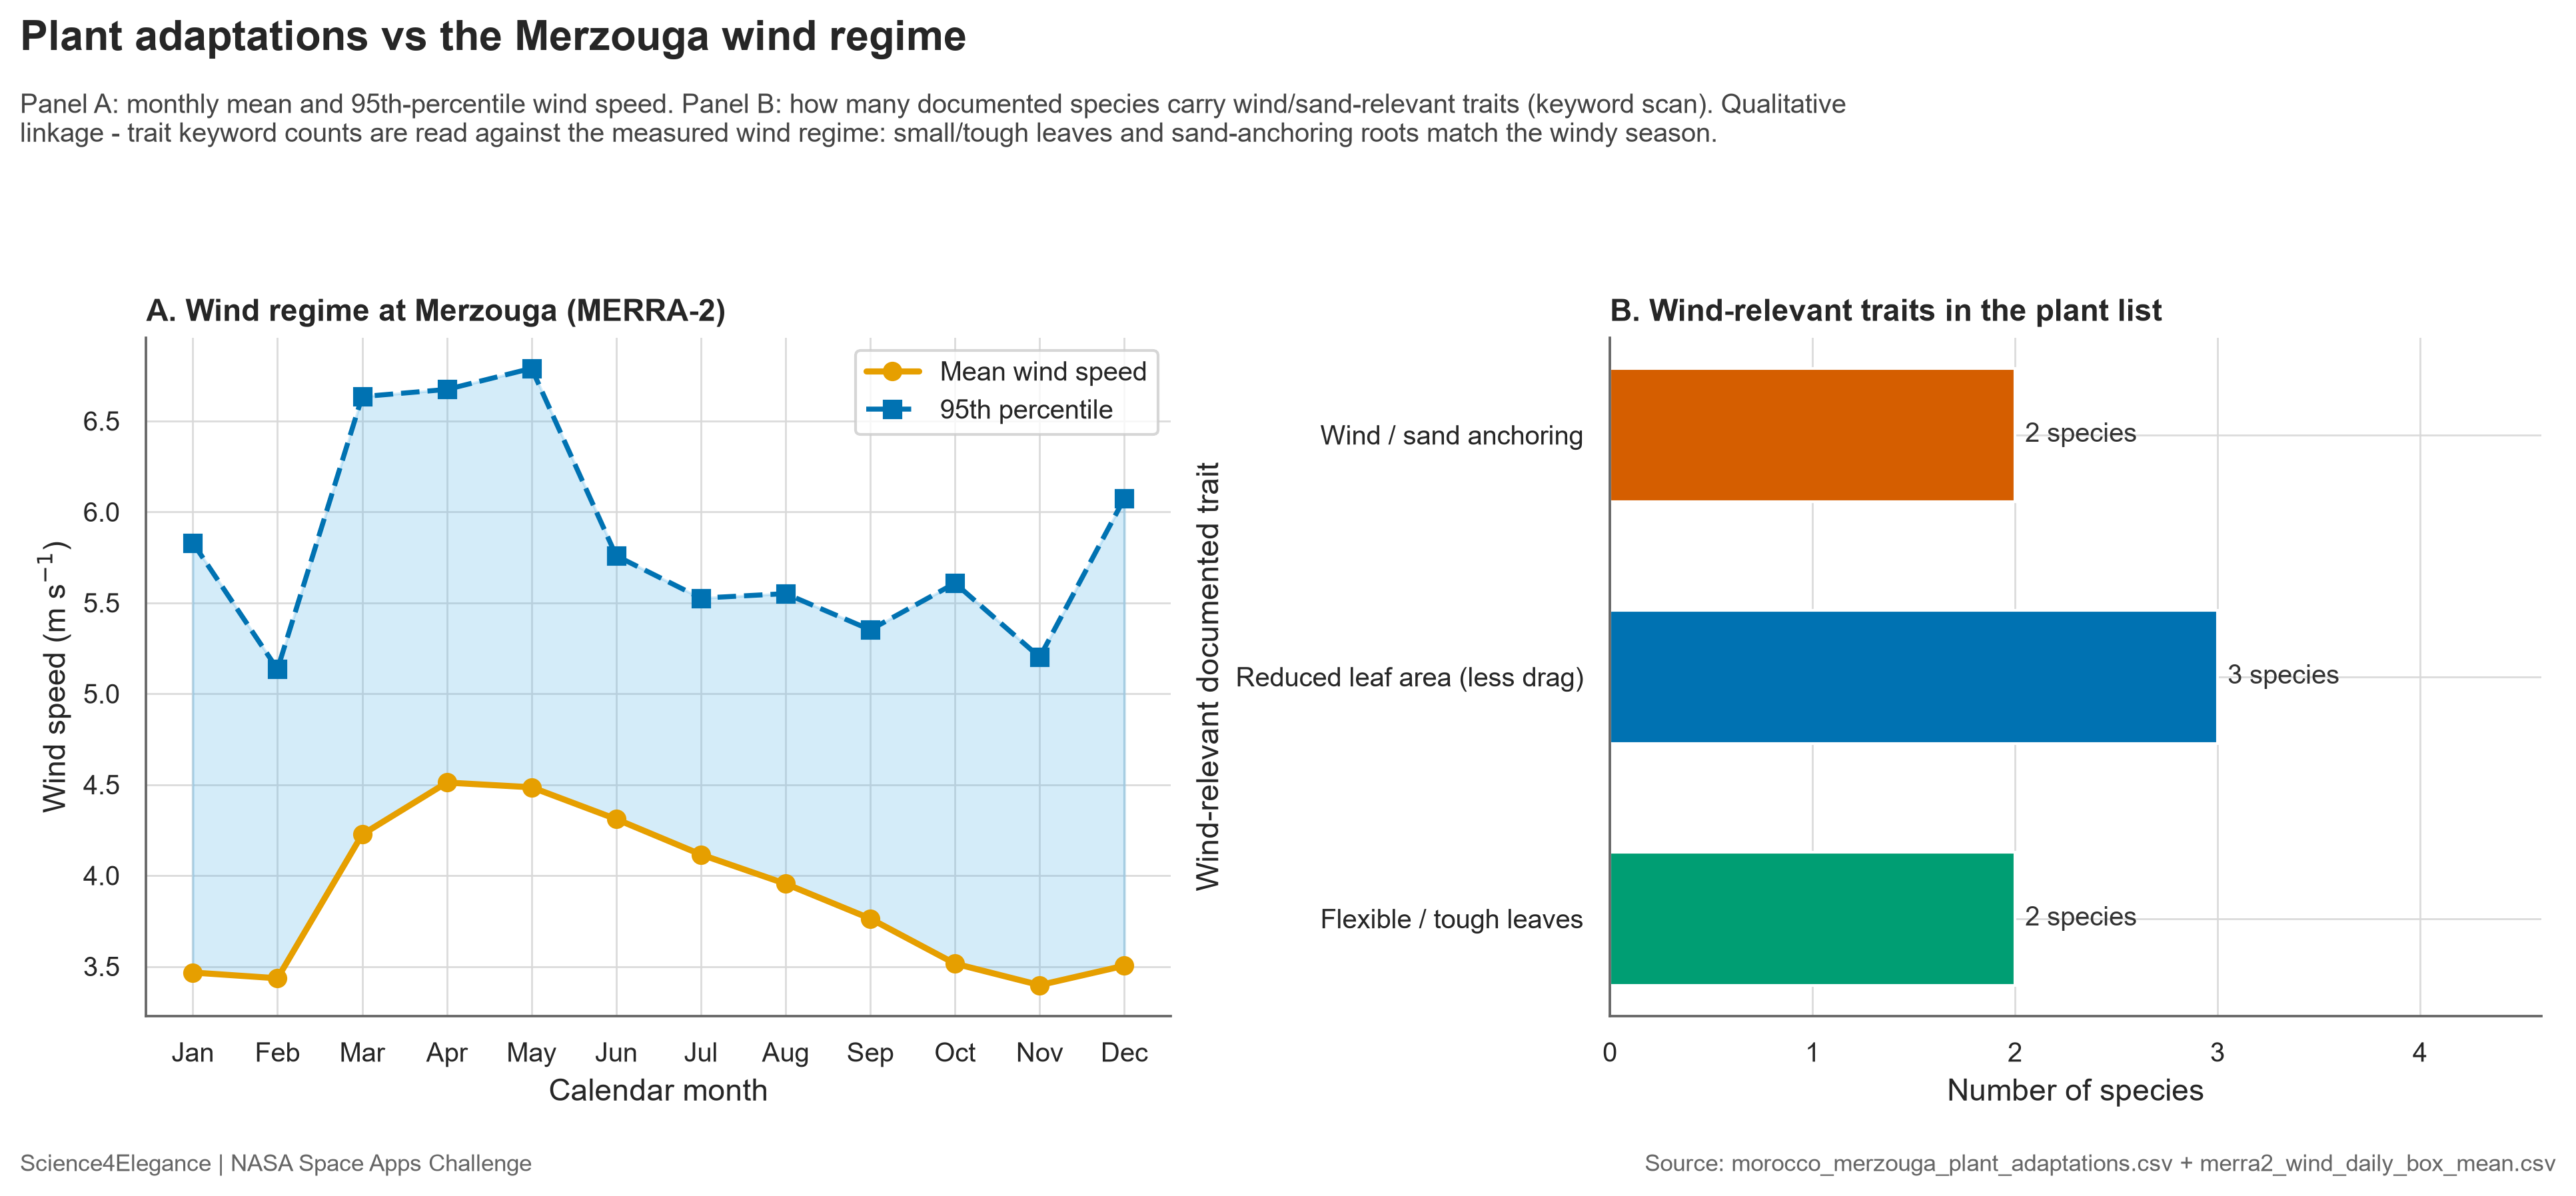 Plant adaptations vs the Merzouga wind regime
Panel A: monthly mean and 95th-percentile wind speed. Panel B: how many documented species carry wind/sand-relevant traits (keyword scan). Qualitative
linkage - trait keyword counts are read against the measured wind regime: small/tough leaves and sand-anchoring roots match the windy season.
A. Wind regime at Merzouga (MERRA-2)
Mean wind speed
95th percentile
Wind speed (m s⁻¹)
6.5
6.0
5.5
5.0
4.5
4.0
3.5
Jan Feb Mar Apr May Jun Jul Aug Sep Oct Nov Dec
Calendar month
B. Wind-relevant traits in the plant list
Wind-relevant documented trait
Wind / sand anchoring
2 species
Reduced leaf area (less drag)
3 species
Flexible / tough leaves
2 species
0 1 2 3 4
Number of species
Science4Elegance | NASA Space Apps Challenge
Source: morocco_merzouga_plant_adaptations.csv + merra2_wind_daily_box_mean.csv